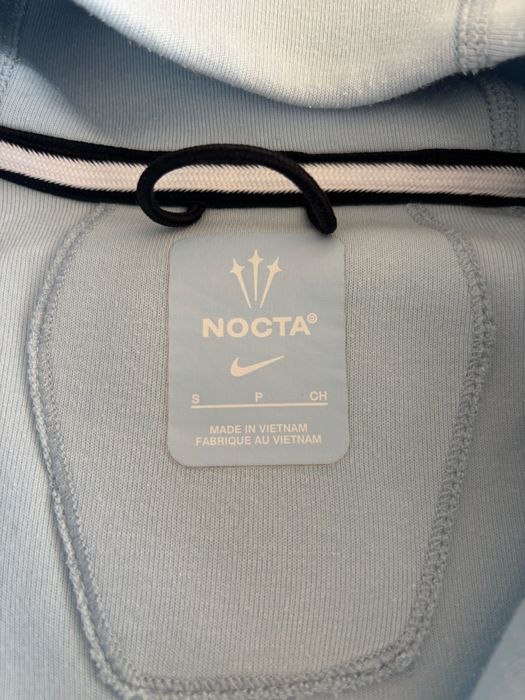 NOCTA®
S P CH
MADE IN VIETNAM
FABRIQUE AU VIETNAM